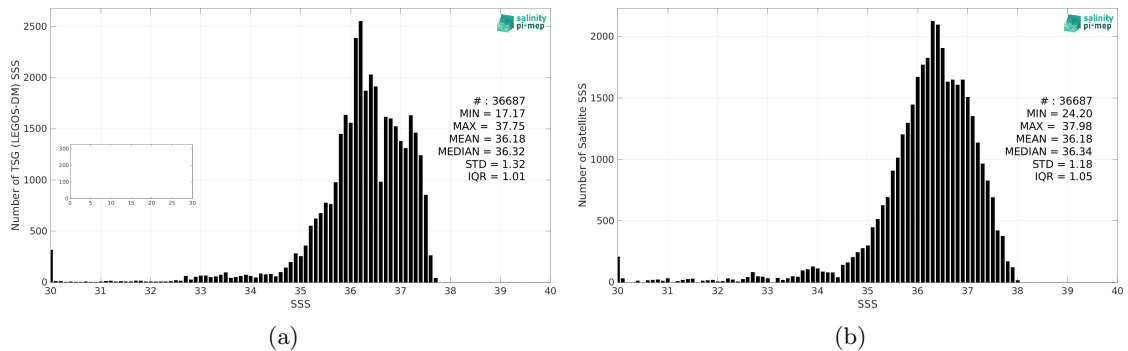 salinity
pi-mep
Number of TSG (LEGOS-DM) SSS
2500
2000
1500
1000
500
0
# : 36687
MIN = 17.17
MAX = 37.75
MEAN = 36.18
MEDIAN = 36.32
STD = 1.32
IQR = 1.01
300
200
100
0
0 5 10 15 20 25 30
30 31 32 33 34 35 36 37 38 39 40
SSS
(a)
salinity
pi-mep
Number of Satellite SSS
2000
1500
1000
500
0
# : 36687
MIN = 24.20
MAX = 37.98
MEAN = 36.18
MEDIAN = 36.34
STD = 1.18
IQR = 1.05
30 31 32 33 34 35 36 37 38 39 40
SSS
(b)